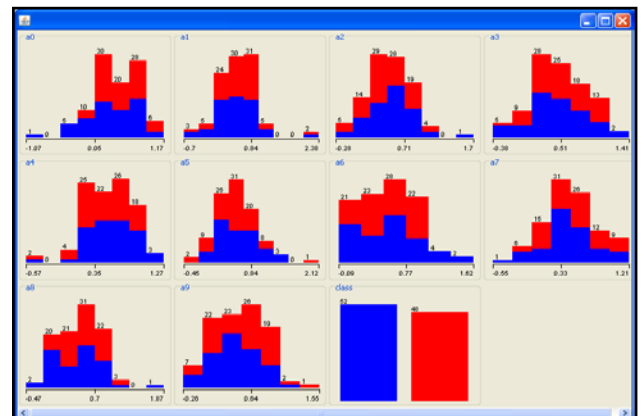 a0 a1 a2 a3
1 0 5 10 30 20 28 6 3 5 24 30 31 5 0 0 2 5 14 29 28 19 4 0 1 5 9 28 25 18 13 2
-1.07 0.05 1.17 -0.7 0.84 2.38 -0.28 0.71 1.7 -0.38 0.51 1.41
a4 a5 a6 a7
2 0 4 25 22 26 18 3 2 9 26 31 20 8 3 0 1 21 23 28 22 4 2 1 6 15 31 26 12 9
-0.57 0.35 1.27 -0.45 0.84 2.12 -0.09 0.77 1.62 -0.55 0.33 1.21
a8 a9 class
2 20 21 31 22 3 0 1 7 22 23 26 19 2 1 52 48
-0.47 0.7 1.87 -0.26 0.64 1.55